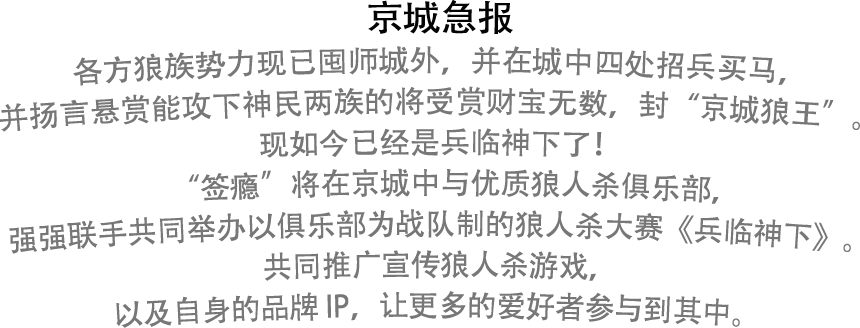 京城急报
各方狼族势力现已囤师城外，并在城中四处招兵买马，
并扬言悬赏能攻下神民两族的将受赏财宝无数，封“京城狼王”。
现如今已经是兵临神下了！
“签瘾”将在京城中与优质狼人杀俱乐部，
强强联手共同举办以俱乐部为战队制的狼人杀大赛《兵临神下》。
共同推广宣传狼人杀游戏，
以及自身的品牌 IP，让更多的爱好者参与到其中。